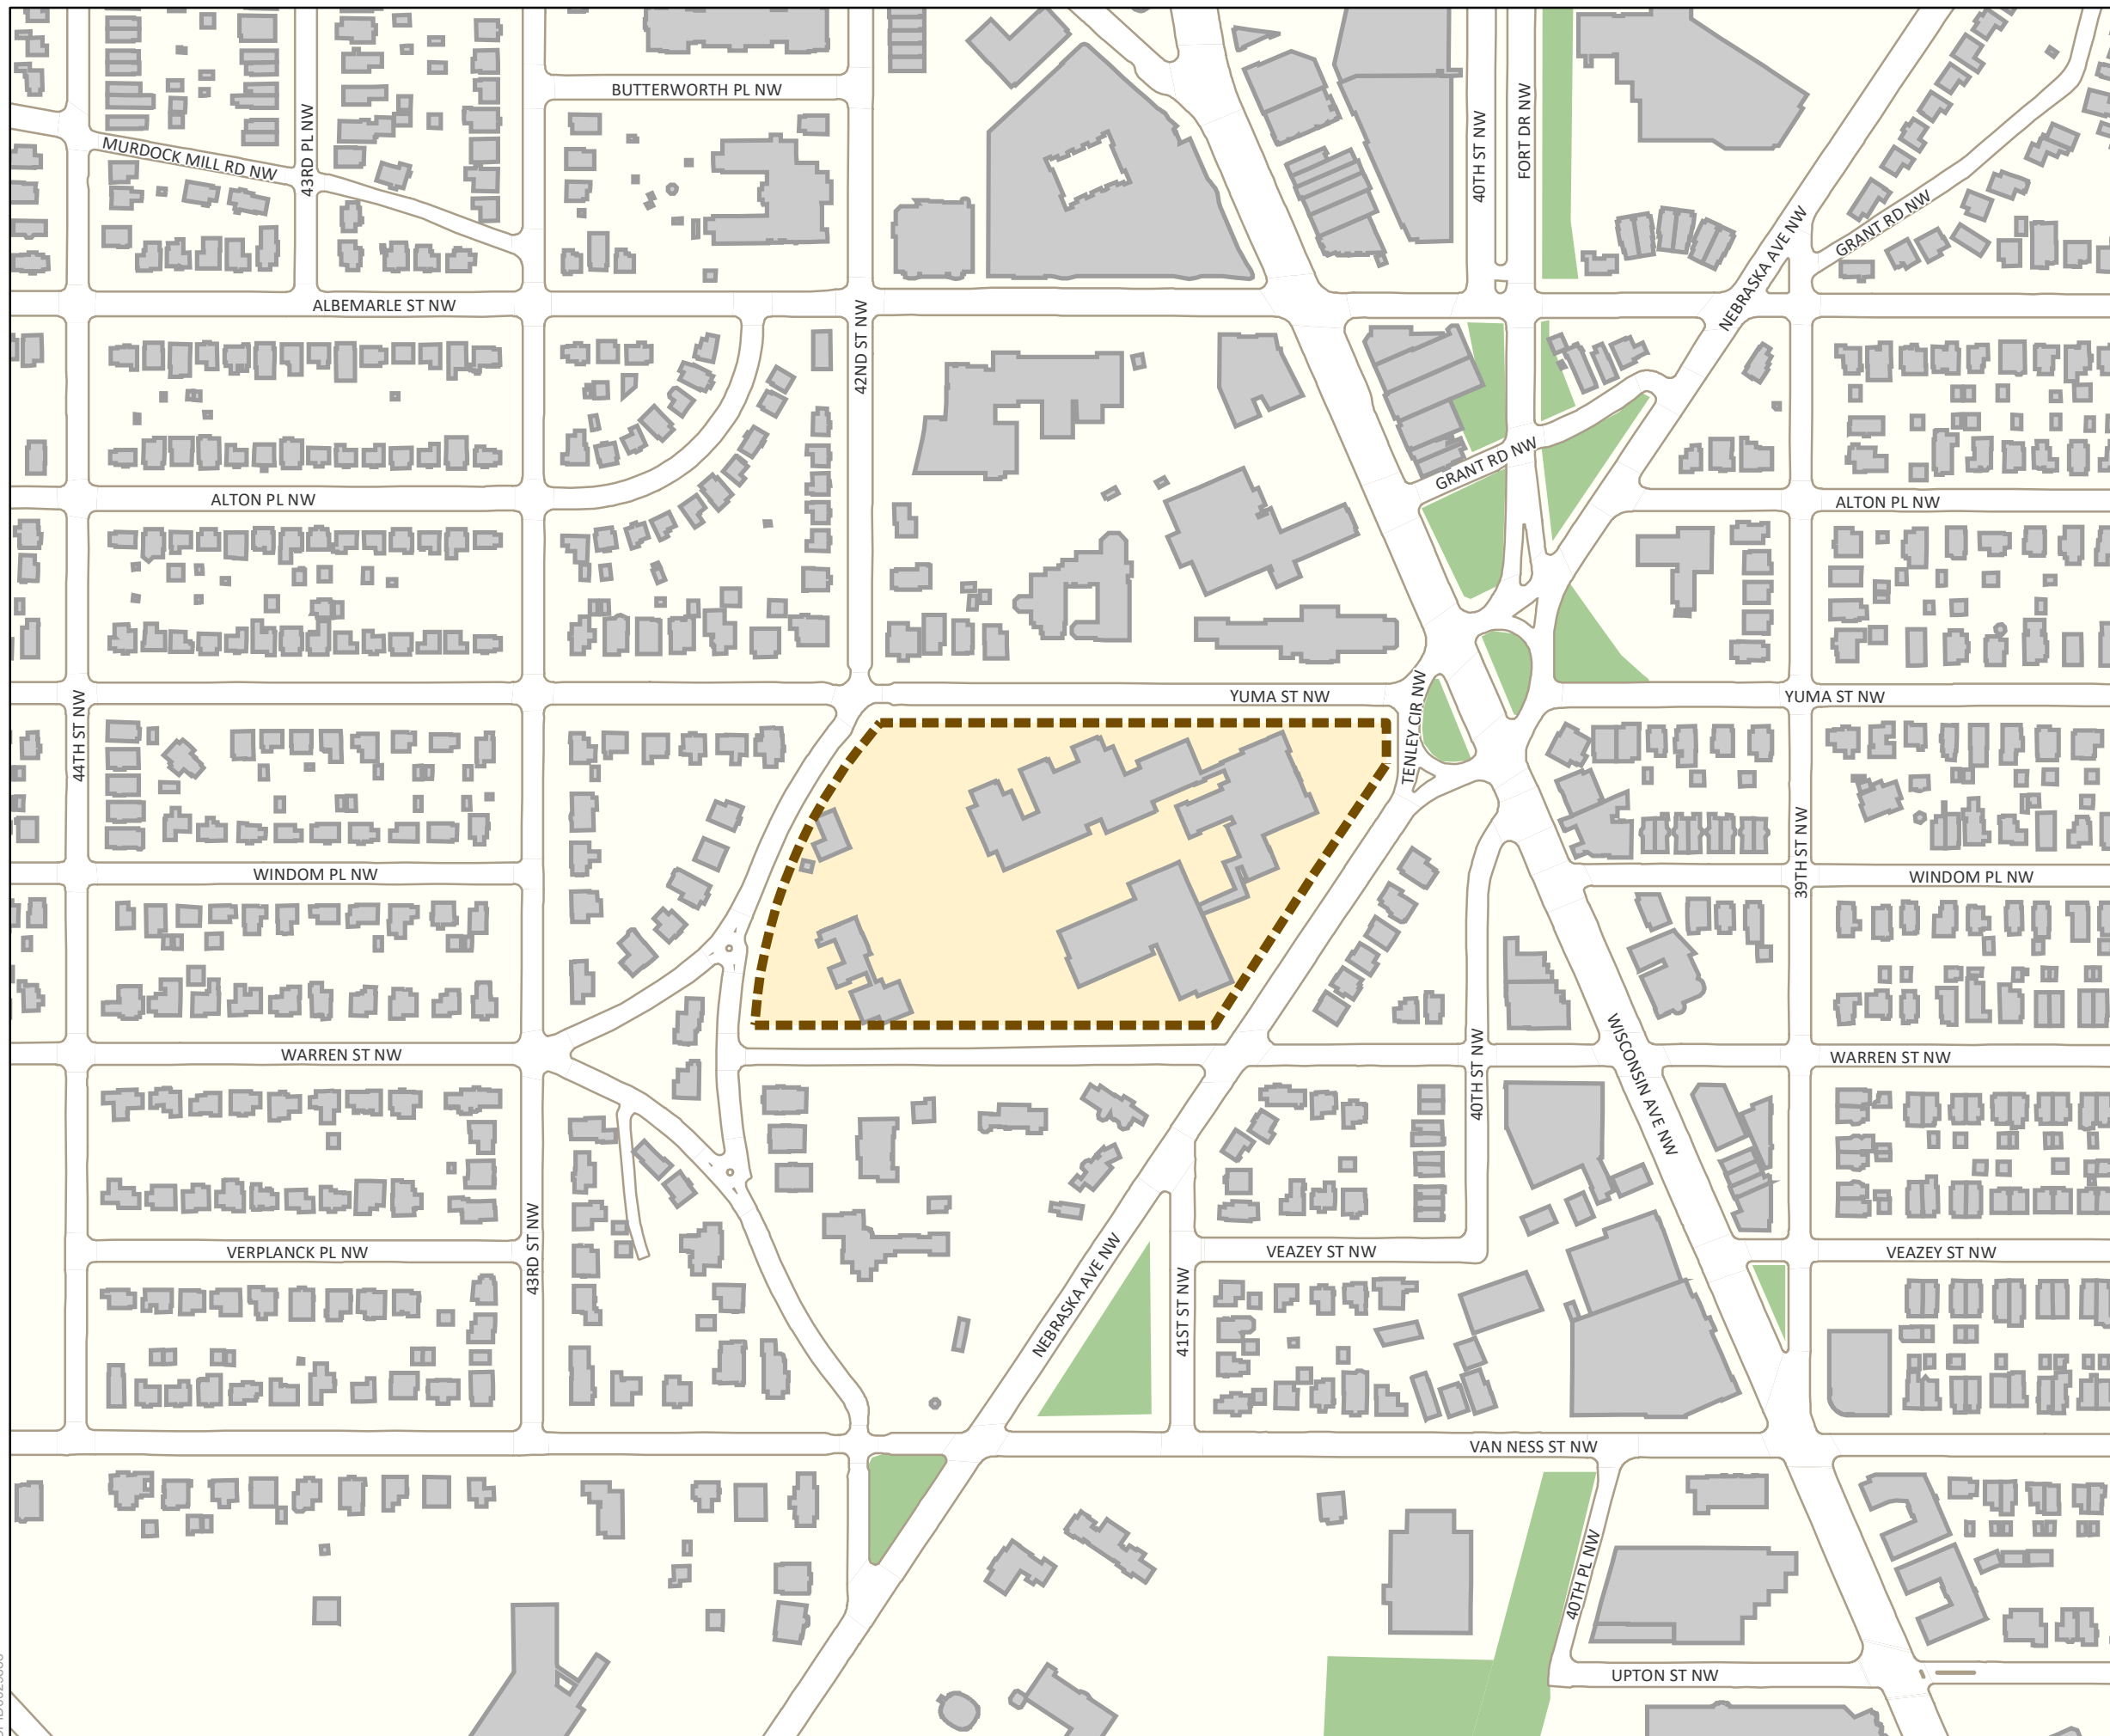 BUTTERWORTH PL NW
MURDOCK MILL RD NW
43RD PL NW
40TH ST NW
FORT DR NW
GRANT RD NW
NEBRASKA AVE NW
ALBEMARLE ST NW
42ND ST NW
GRANT RD NW
ALTON PL NW
ALTON PL NW
YUMA ST NW
YUMA ST NW
TENLEY CIR NW
44TH ST NW
39TH ST NW
WINDOM PL NW
WINDOM PL NW
WARREN ST NW
WARREN ST NW
40TH ST NW
WISCONSIN AVE NW
43RD ST NW
VERPLANCK PL NW
NEBRASKA AVE NW
41ST ST NW
VEAZEY ST NW
VEAZEY ST NW
VAN NESS ST NW
40TH PL NW
UPTON ST NW